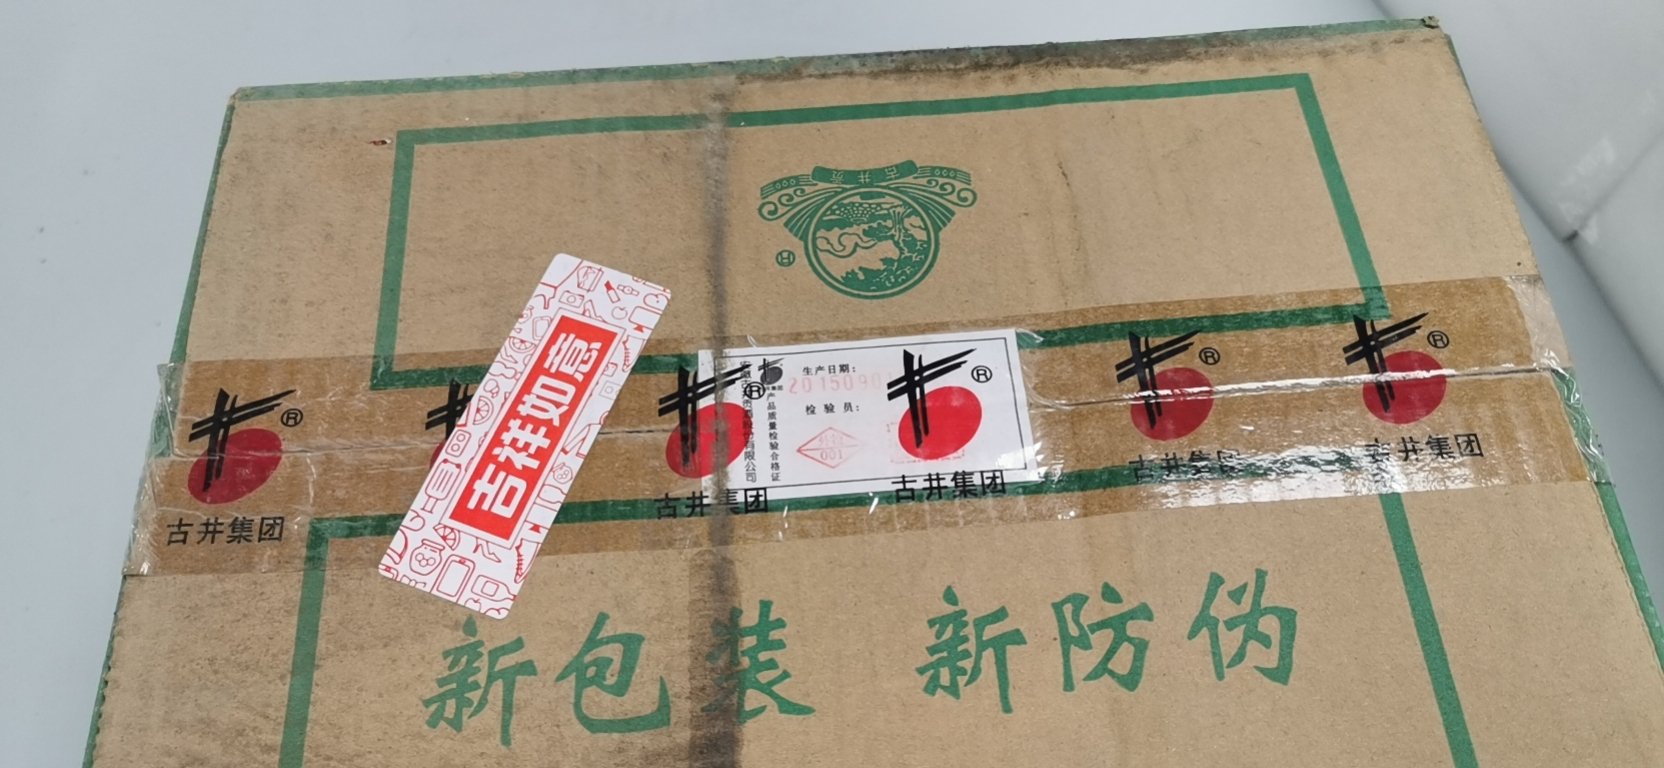 古井贡
®
吉祥如意
® ® ® ® ®
古井集团 古井集团 古井集团 古井集团 古井集团
产品质量检验合格证
生产日期:
2015090
检 验 员:
001
新包装 新防伪